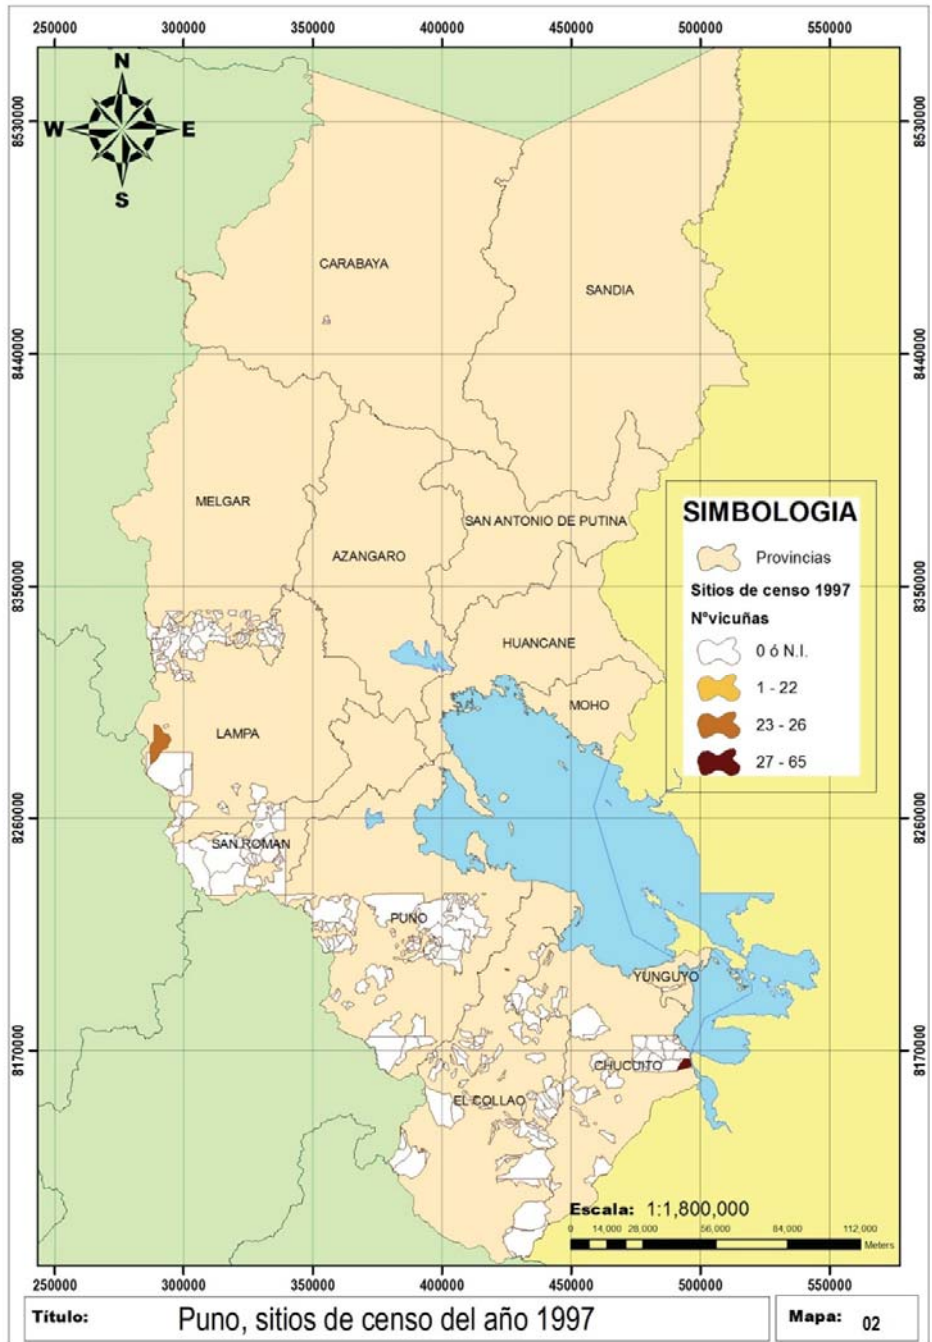 250000 300000 350000 400000 450000 500000 550000
N
W E
S
8530000 8530000
CARABAYA
SANDIA
8440000 8440000
MELGAR
SAN ANTONIO DE PUTINA
AZANGARO
SIMBOLOGIA
Provincias
Sitios de censo 1997
N°vicuñas
0 ó N.I.
1 - 22
23 - 26
27 - 65
8350000 8350000
HUANCANE
MOHO
LAMPA
8260000 8260000
SAN ROMAN
PUNO
YUNGUYO
8170000 8170000
CHUCUITO
EL COLLAO
Escala: 1:1,800,000
0 14,000 28,000 56,000 84,000 112,000
Meters
250000 300000 350000 400000 450000 500000 550000
Título: Puno, sitios de censo del año 1997
Mapa: 02